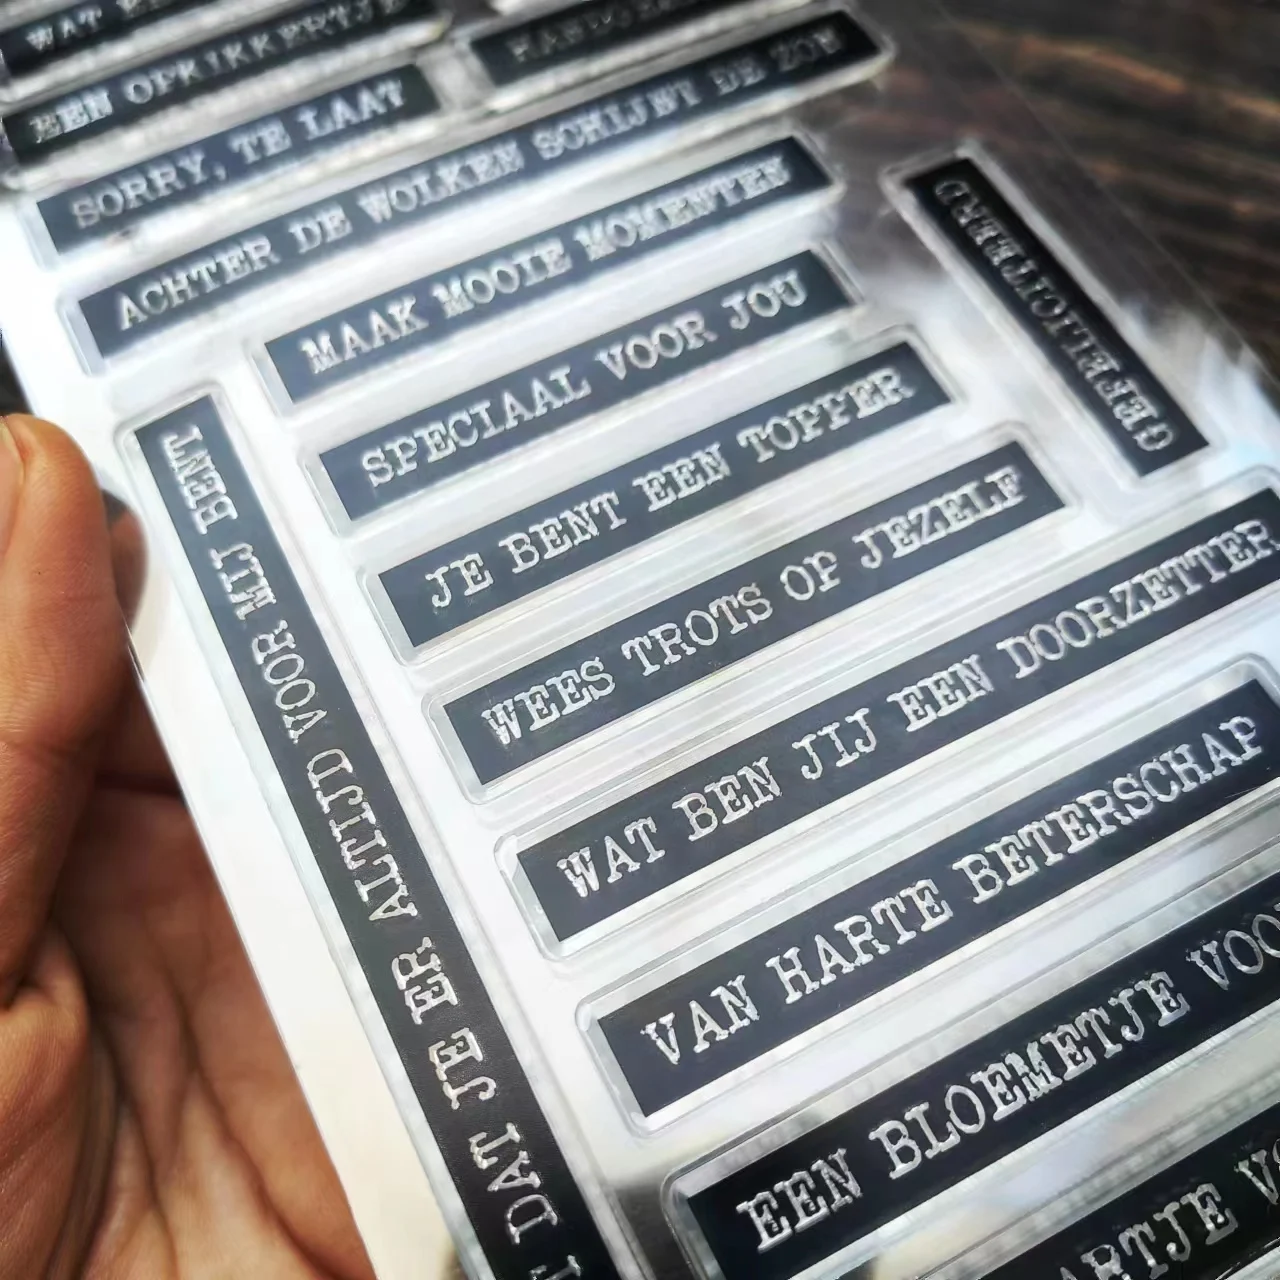 WAT
EEN OPKIKKERTJE
SORRY, TE LAAT
ACHTER DE WOLKEN SCHIJNT DE ZON
MAAK MOOIE MOMENTEN
SPECIAAL VOOR JOU
JE BENT EEN TOPPER
WEES TROTS OP JEZELF
WAT BEN JIJ EEN DOORZETTER
VAN HARTE BETERSCHAP
EEN BLOEMETJE
GEFELICITEERD
DAT JE ER ALTIJD VOOR MIJ BENT